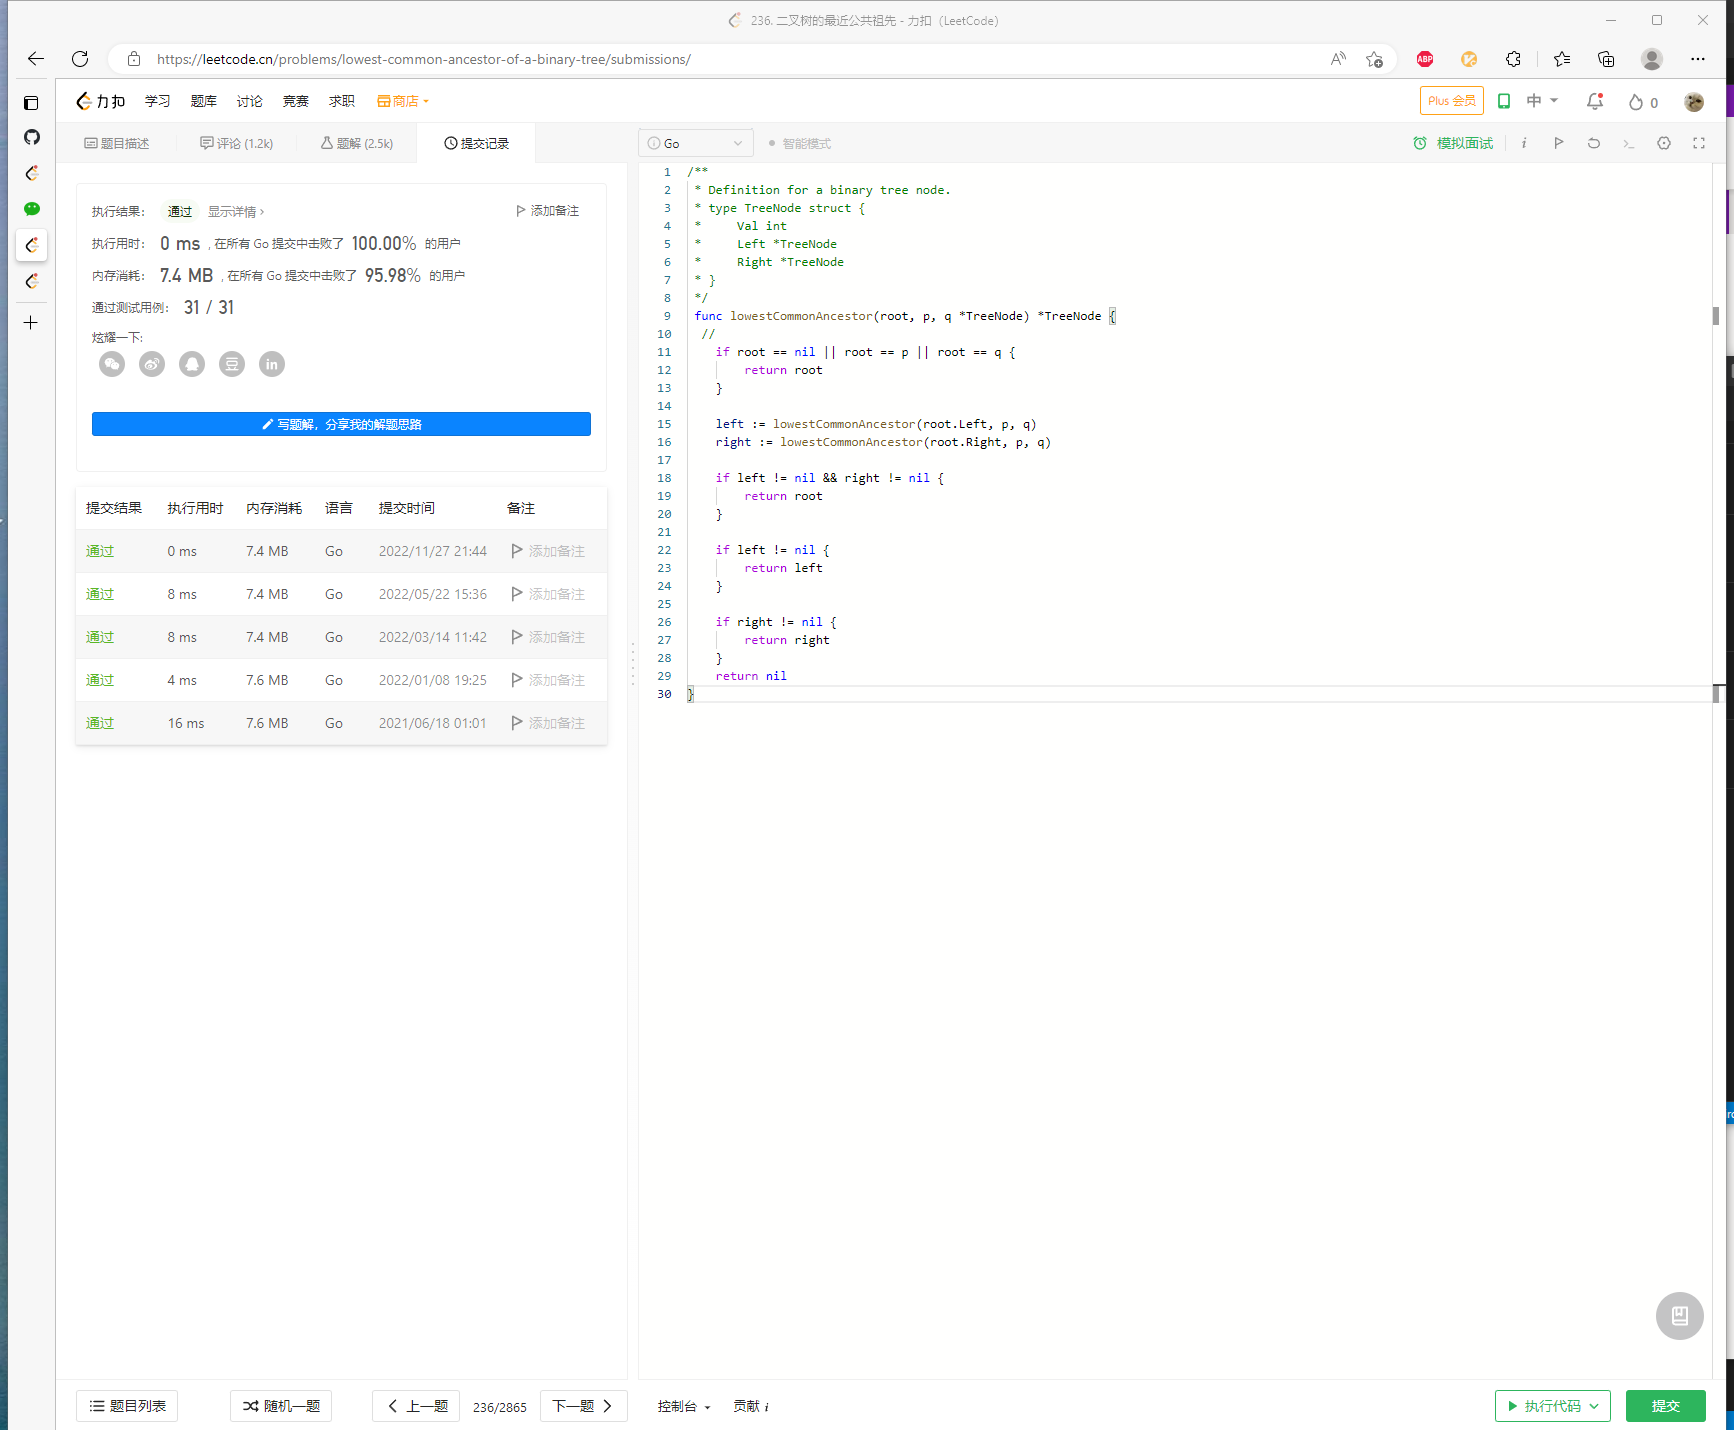 236. 二叉树的最近公共祖先 - 力扣（LeetCode）
https://leetcode.cn/problems/lowest-common-ancestor-of-a-binary-tree/submissions/
ABP
力扣 学习 题库 讨论 竞赛 求职 商店 Plus 会员 中 0
题目描述 评论 (1.2k) 题解 (2.5k) 提交记录
Go 智能模式 模拟面试 i
执行结果： 通过 显示详情 › 添加备注
执行用时： 0 ms , 在所有 Go 提交中击败了 100.00% 的用户
内存消耗： 7.4 MB , 在所有 Go 提交中击败了 95.98% 的用户
通过测试用例： 31 / 31
炫耀一下:
豆 in
写题解，分享我的解题思路
提交结果 执行用时 内存消耗 语言 提交时间 备注
通过 0 ms 7.4 MB Go 2022/11/27 21:44 添加备注
通过 8 ms 7.4 MB Go 2022/05/22 15:36 添加备注
通过 8 ms 7.4 MB Go 2022/03/14 11:42 添加备注
通过 4 ms 7.6 MB Go 2022/01/08 19:25 添加备注
通过 16 ms 7.6 MB Go 2021/06/18 01:01 添加备注
1 /**
2 * Definition for a binary tree node.
3 * type TreeNode struct {
4 *     Val int
5 *     Left *TreeNode
6 *     Right *TreeNode
7 * }
8 */
9 func lowestCommonAncestor(root, p, q *TreeNode) *TreeNode {
10 //
11 if root == nil || root == p || root == q {
12 return root
13 }
14
15 left := lowestCommonAncestor(root.Left, p, q)
16 right := lowestCommonAncestor(root.Right, p, q)
17
18 if left != nil && right != nil {
19 return root
20 }
21
22 if left != nil {
23 return left
24 }
25
26 if right != nil {
27 return right
28 }
29 return nil
30 }
题目列表 随机一题 上一题 236/2865 下一题 控制台 贡献 i 执行代码 提交